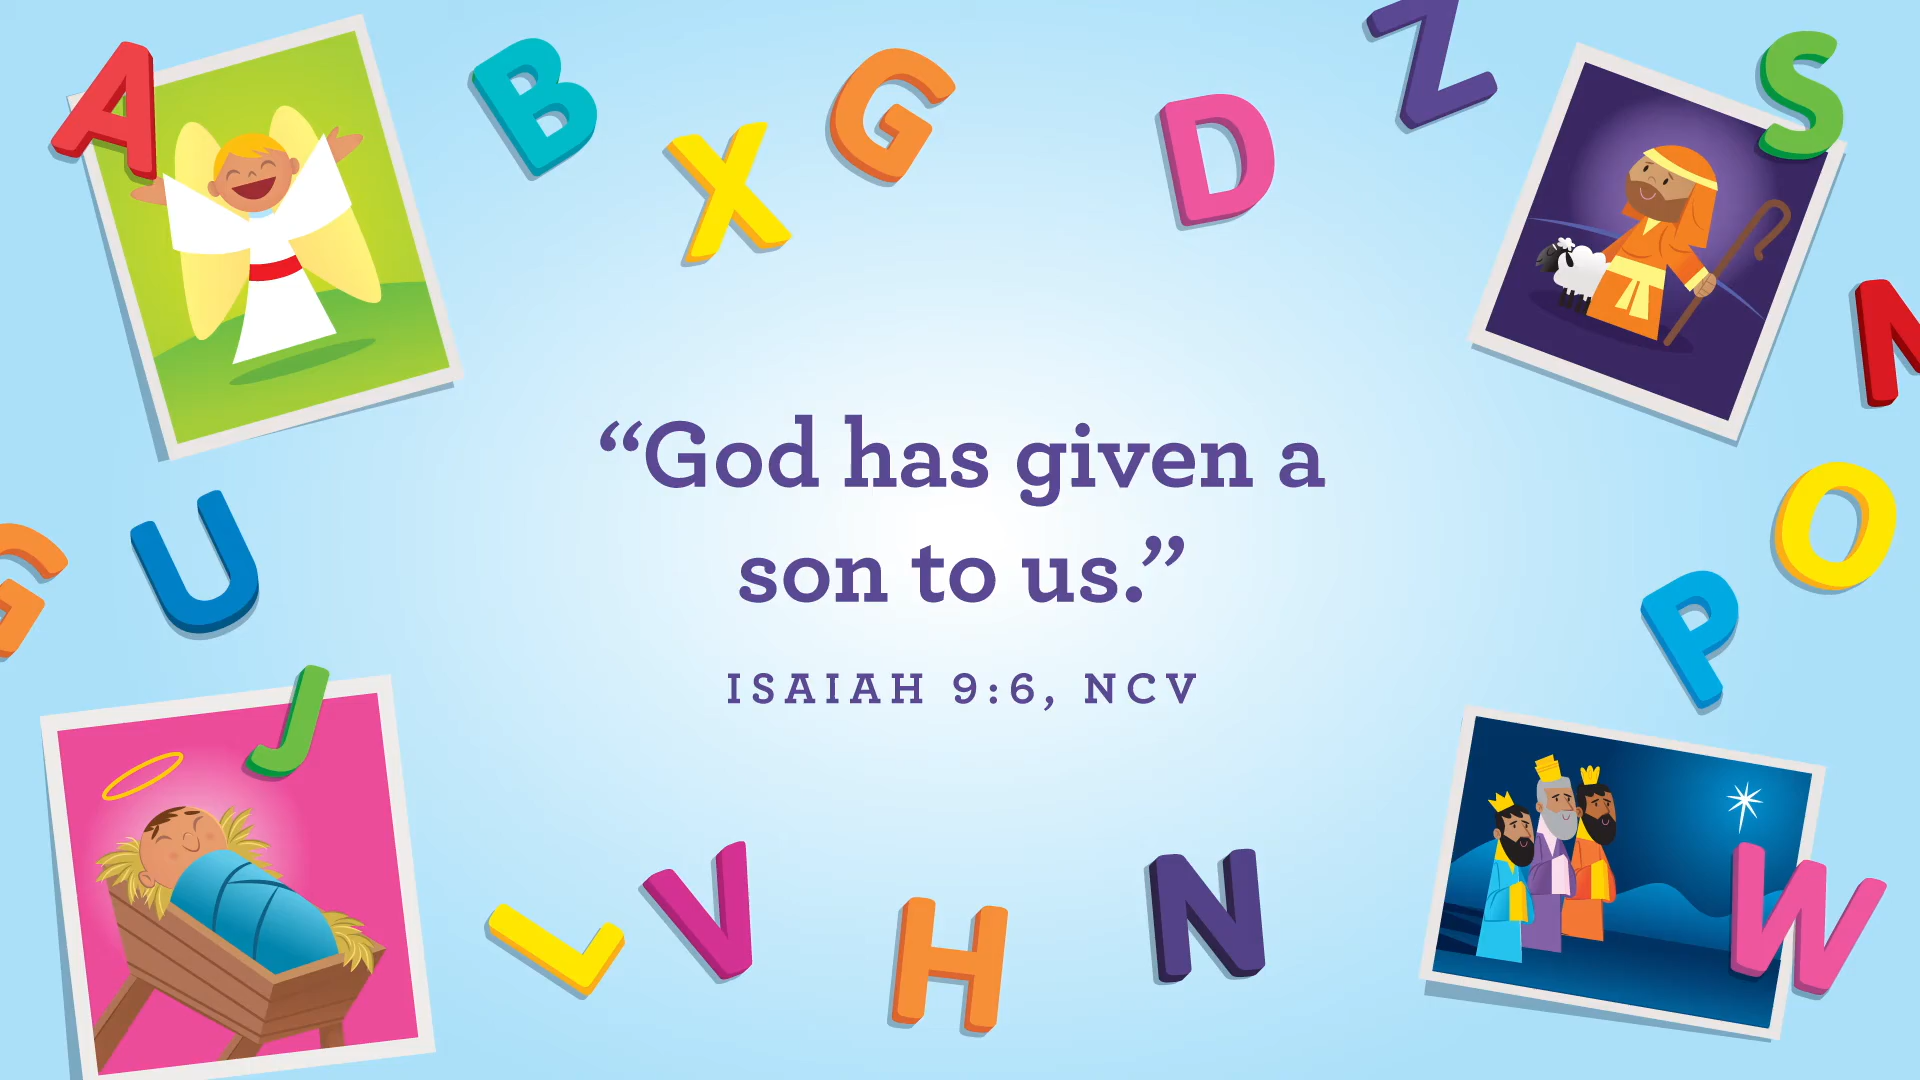 A
B
X
G
D
Z
S
“God has given a
son to us.”
ISAIAH 9:6, NCV
G
U
O
P
J
L
V
H
N
W